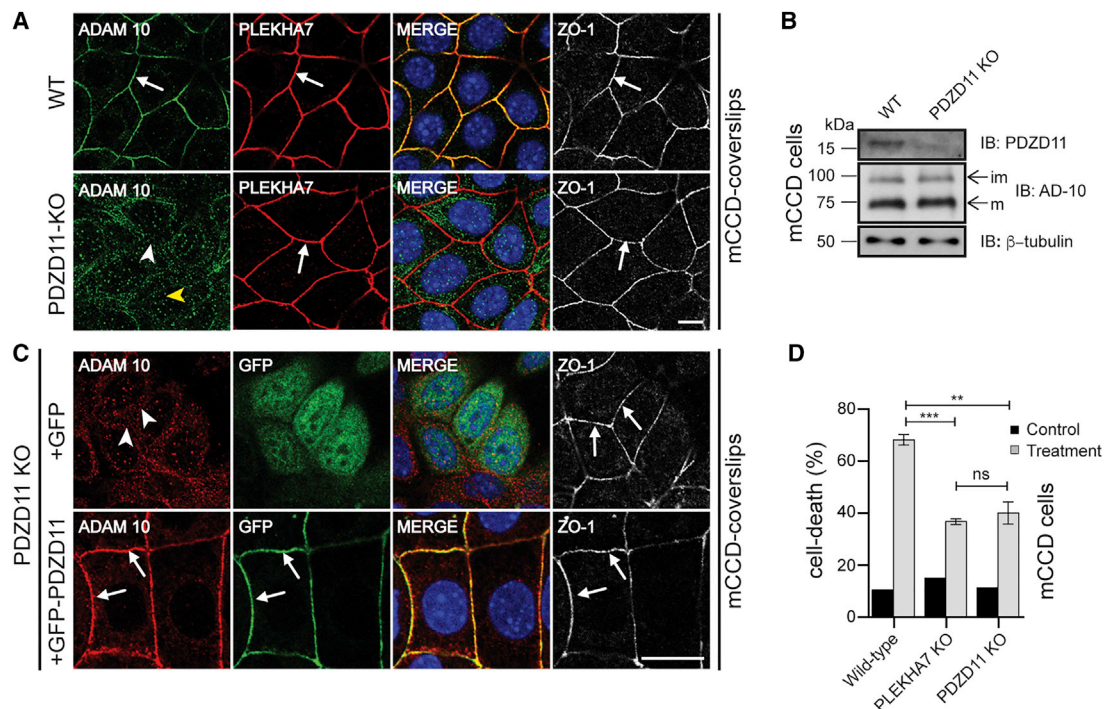 A
ADAM 10 PLEKHA7 MERGE ZO-1
WT
ADAM 10 PLEKHA7 MERGE ZO-1
PDZD11-KO
mCCD-coverslips
B
WT PDZD11 KO
kDa
15 IB: PDZD11
100 im
IB: AD-10
75 m
50 IB: β-tubulin
mCCD cells
C
ADAM 10 GFP MERGE ZO-1
+GFP
ADAM 10 GFP MERGE ZO-1
+GFP-PDZD11
PDZD11 KO
mCCD-coverslips
D
80
60
40
20
0
cell-death (%)
**
***
ns
Control
Treatment
mCCD cells
Wild-type
PLEKHA7 KO
PDZD11 KO